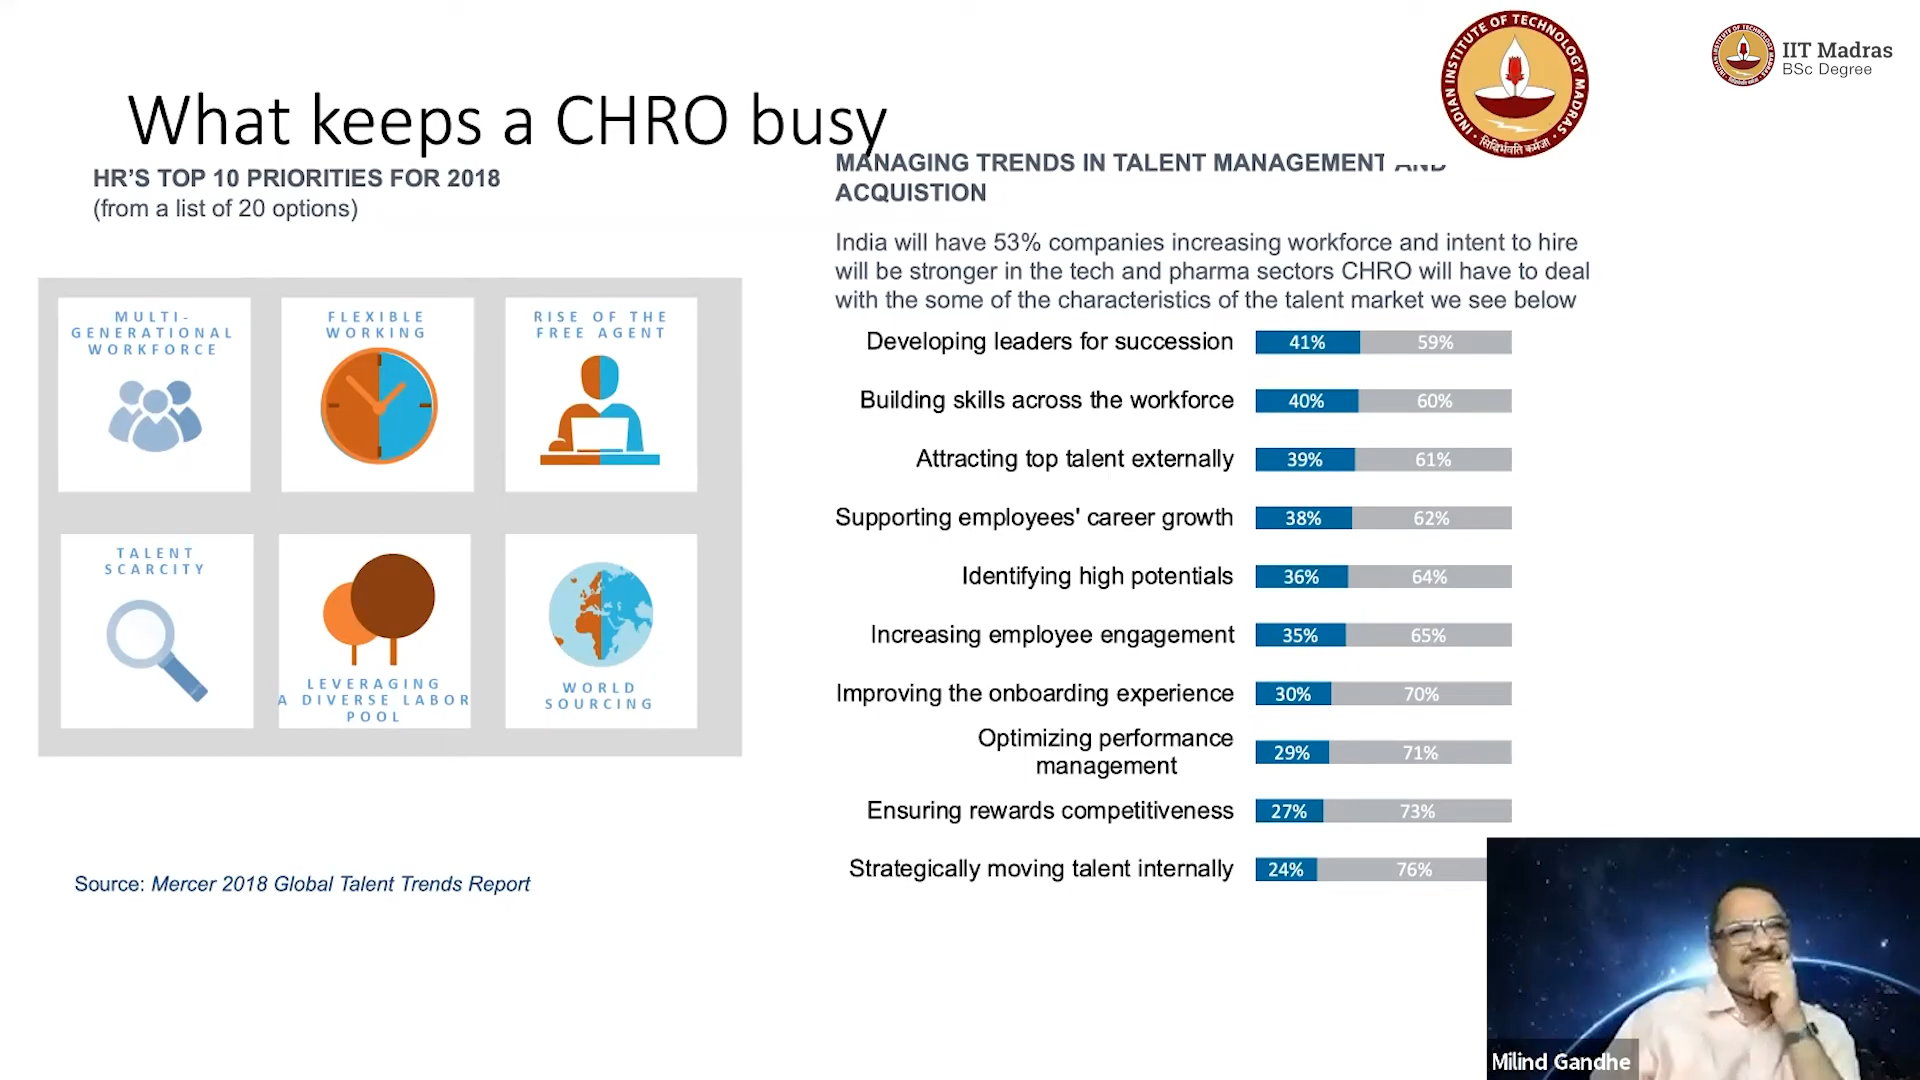 What keeps a CHRO busy
HR'S TOP 10 PRIORITIES FOR 2018
(from a list of 20 options)
MULTI-
GENERATIONAL
WORKFORCE
FLEXIBLE
WORKING
RISE OF THE
FREE AGENT
TALENT
SCARCITY
LEVERAGING
A DIVERSE LABOR
POOL
WORLD
SOURCING
Source: Mercer 2018 Global Talent Trends Report
MANAGING TRENDS IN TALENT MANAGEMENT AND
ACQUISTION
India will have 53% companies increasing workforce and intent to hire
will be stronger in the tech and pharma sectors CHRO will have to deal
with the some of the characteristics of the talent market we see below
Developing leaders for succession 41% 59%
Building skills across the workforce 40% 60%
Attracting top talent externally 39% 61%
Supporting employees' career growth 38% 62%
Identifying high potentials 36% 64%
Increasing employee engagement 35% 65%
Improving the onboarding experience 30% 70%
Optimizing performance
management 29% 71%
Ensuring rewards competitiveness 27% 73%
Strategically moving talent internally 24% 76%
INDIAN INSTITUTE OF TECHNOLOGY MADRAS
सिद्धिर्भवति कर्मजा
IIT Madras
BSc Degree
Milind Gandhe